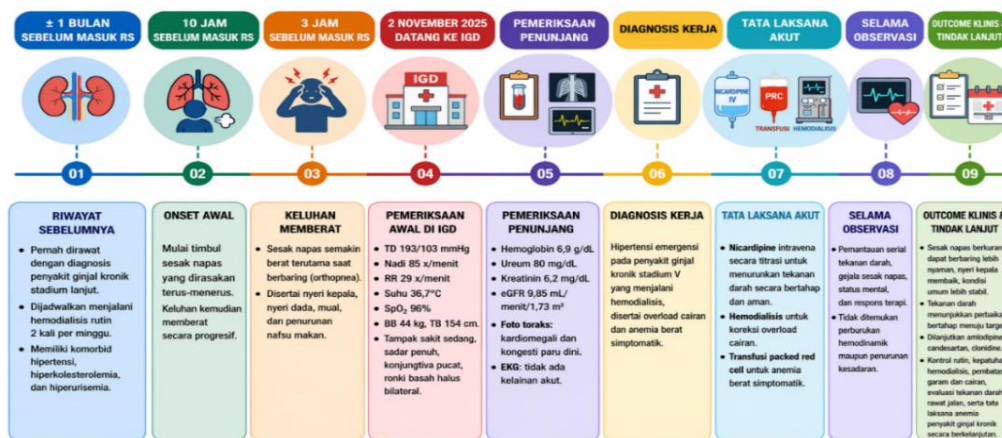 ± 1 BULAN
SEBELUM MASUK RS
10 JAM
SEBELUM MASUK RS
3 JAM
SEBELUM MASUK RS
2 NOVEMBER 2025
DATANG KE IGD
PEMERIKSAAN
PENUNJANG
DIAGNOSIS KERJA
TATA LAKSANA
AKUT
SELAMA
OBSERVASI
OUTCOME KLINIS &
TINDAK LANJUT
IGD
NICARDIPINE
IV
PRC
TRANSFUSI
HEMODIALISIS
01
02
03
04
05
06
07
08
09
RIWAYAT
SEBELUMNYA
• Pernah dirawat
dengan diagnosis
penyakit ginjal kronik
stadium lanjut.
• Dijadwalkan menjalani
hemodialisis rutin
2 kali per minggu.
• Memiliki komorbid
hipertensi,
hiperkolesterolemia,
dan hiperurisemia.
ONSET AWAL
Mulai timbul
sesak napas
yang dirasakan
terus-menerus.
Keluhan kemudian
memberat
secara progresif.
KELUHAN
MEMBERAT
• Sesak napas semakin
berat terutama saat
berbaring (orthopnea).
• Disertai nyeri kepala,
nyeri dada, mual,
dan penurunan
nafsu makan.
PEMERIKSAAN
AWAL DI IGD
• TD 193/103 mmHg
• Nadi 85 x/menit
• RR 29 x/menit
• Suhu 36,7°C
• SpO₂ 96%
• BB 44 kg, TB 154 cm.
• Tampak sakit sedang,
sadar penuh,
konjungtiva pucat,
ronki basah halus
bilateral.
PEMERIKSAAN
PENUNJANG
• Hemoglobin 6,9 g/dL
• Ureum 80 mg/dL
• Kreatinin 6,2 mg/dL
• eGFR 9,85 mL/
menit/1,73 m²
• Foto toraks:
kardiomegali dan
kongesti paru dini.
• EKG: tidak ada
kelainan akut.
DIAGNOSIS KERJA
Hipertensi emergensi
pada penyakit ginjal
kronik stadium V
yang menjalani
hemodialisis,
disertai overload cairan
dan anemia berat
simptomatik.
TATA LAKSANA AKUT
• Nicardipine intravena
secara titrasi untuk
menurunkan tekanan
darah secara bertahap
dan aman.
• Hemodialisis untuk
koreksi overload
cairan.
• Transfusi packed red
cell untuk anemia
berat simptomatik.
SELAMA
OBSERVASI
• Pemantauan serial
tekanan darah,
gejala sesak napas,
status mental,
dan respons terapi.
• Tidak ditemukan
perburukan
hemodinamik
maupun penurunan
kesadaran.
OUTCOME KLINIS &
TINDAK LANJUT
• Sesak napas berkurang
dapat berbaring lebih
nyaman, nyeri kepala
membaik, kondisi
umum lebih stabil.
• Tekanan darah
menunjukkan perbaikan
bertahap menuju target
• Dilanjutkan amlodipine
candesartan, clonidine.
• Kontrol rutin, kepatuhan
hemodialisis, pembatasan
garam dan cairan,
evaluasi tekanan darah
rawat jalan, serta tata
laksana anemia
penyakit ginjal kronik
secara berkelanjutan.